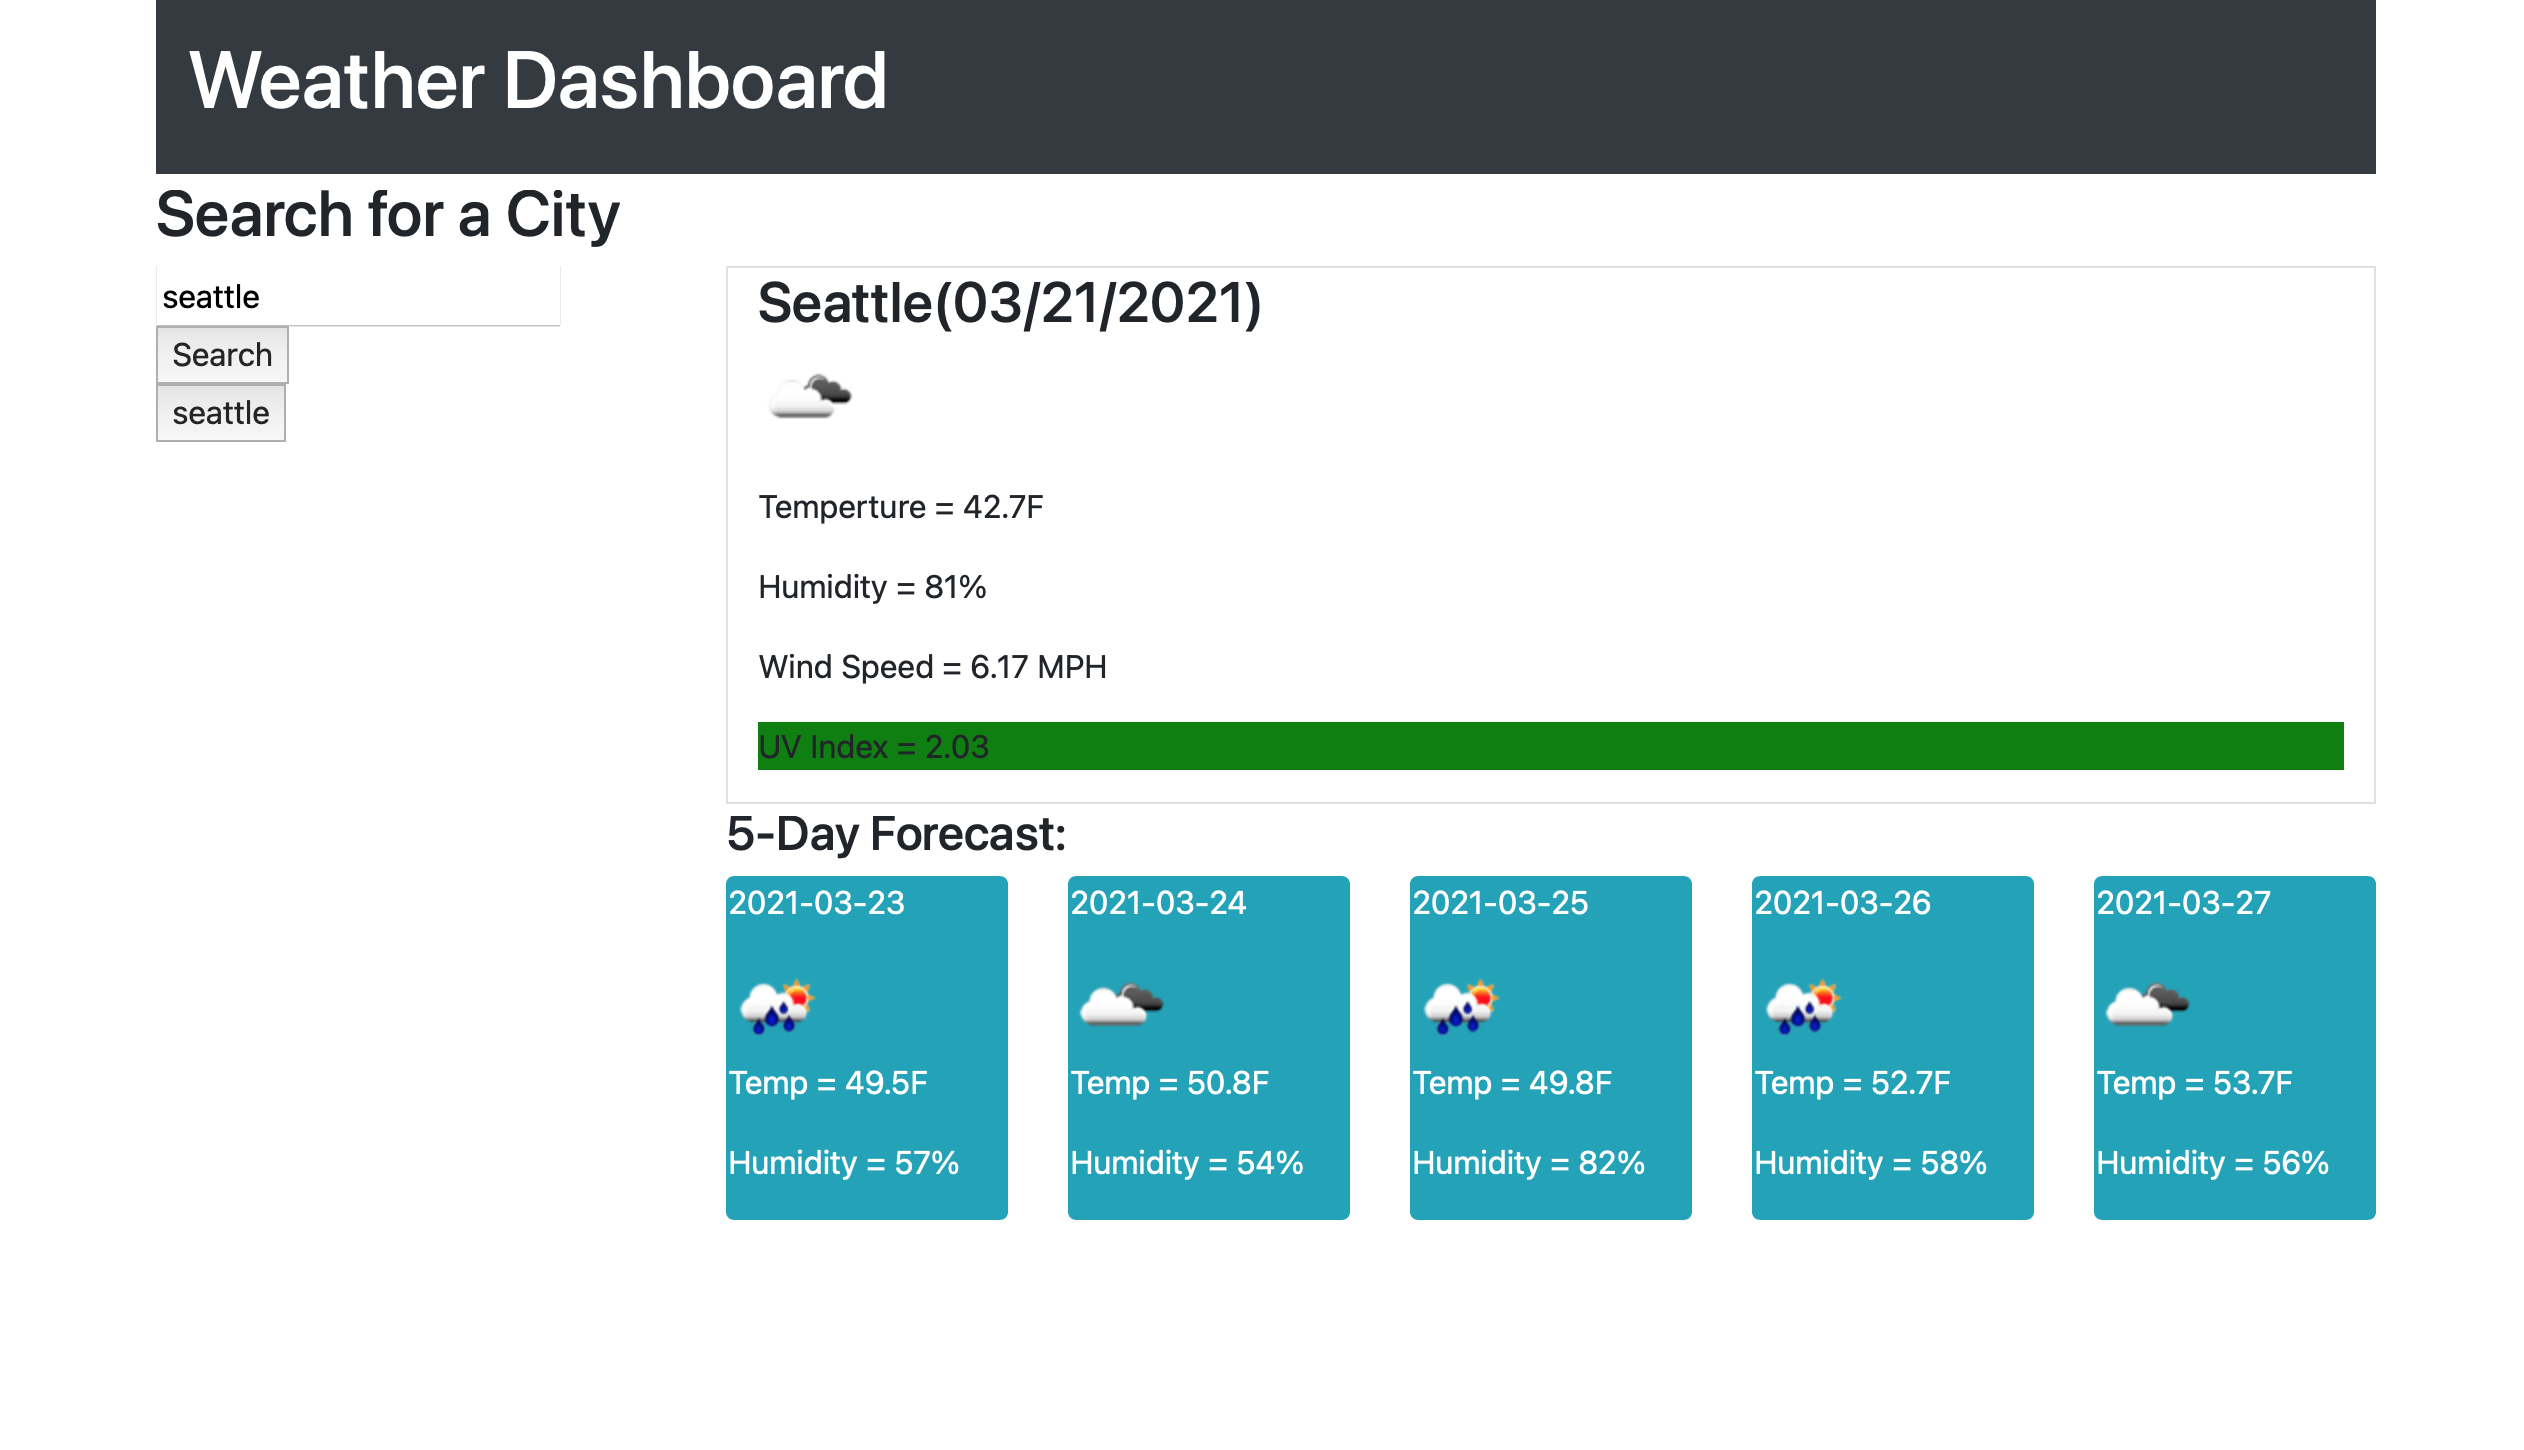 Weather Dashboard
Search for a City
seattle
Search
seattle
Seattle(03/21/2021)
Temperture = 42.7F
Humidity = 81%
Wind Speed = 6.17 MPH
UV Index = 2.03
5-Day Forecast:
2021-03-23
Temp = 49.5F
Humidity = 57%
2021-03-24
Temp = 50.8F
Humidity = 54%
2021-03-25
Temp = 49.8F
Humidity = 82%
2021-03-26
Temp = 52.7F
Humidity = 58%
2021-03-27
Temp = 53.7F
Humidity = 56%